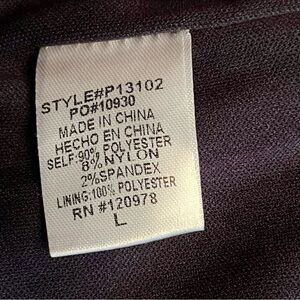 STYLE#P13102
PO#10930
MADE IN CHINA
HECHO EN CHINA
SELF:90% POLYESTER
8%NYLON
2%SPANDEX
LINING:100% POLYESTER
RN #120978
L